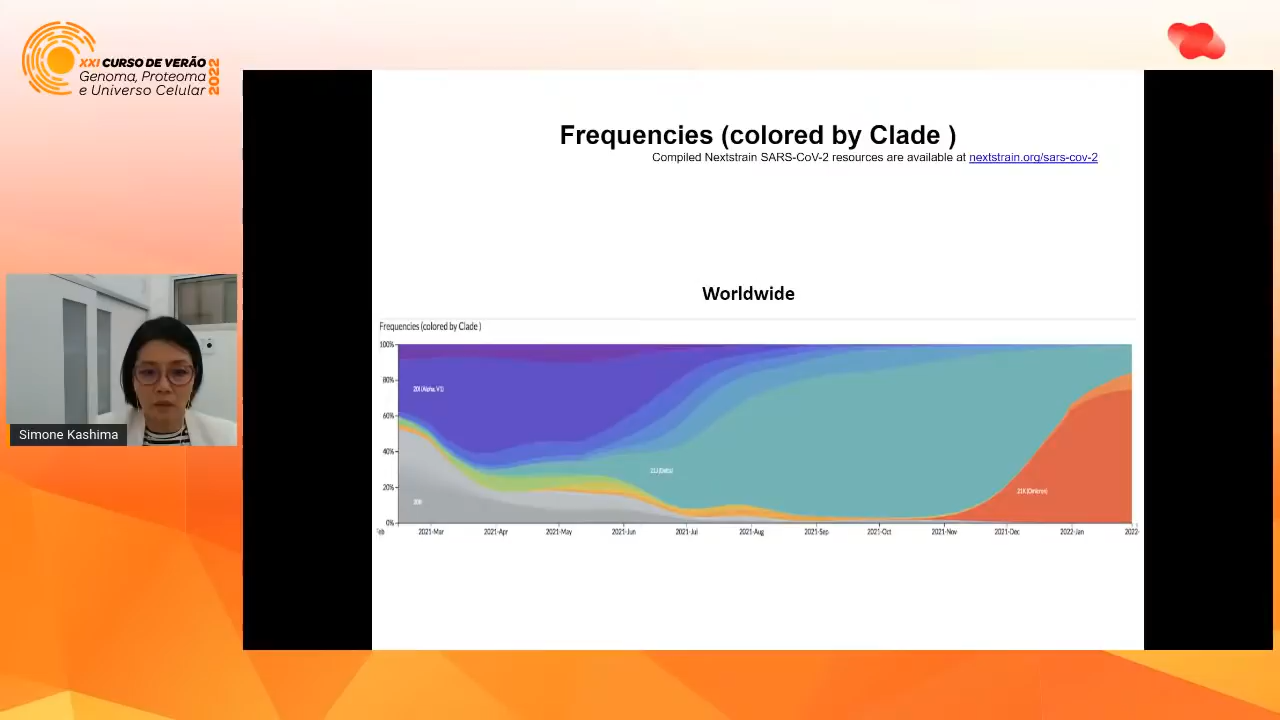 XXI CURSO DE VERÃO
Genoma, Proteoma
e Universo Celular
2022
Frequencies (colored by Clade )
Compiled Nextstrain SARS-CoV-2 resources are available at nextstrain.org/sars-cov-2
Worldwide
Frequencies (colored by Clade )
100%
80%
60%
40%
20%
0%
20I (Alpha, V1)
21J (Delta)
21K (Omicron)
20B
Feb
2021-Mar
2021-Apr
2021-May
2021-Jun
2021-Jul
2021-Aug
2021-Sep
2021-Oct
2021-Nov
2021-Dec
2022-Jan
2022-
Simone Kashima